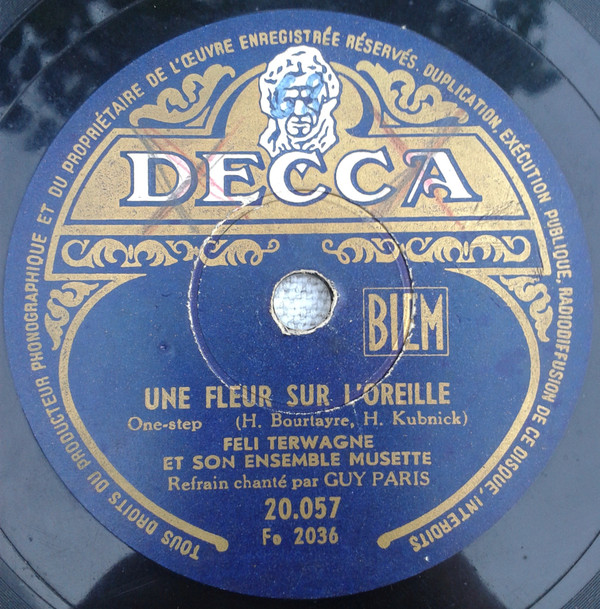 TOUS DROITS DU PRODUCTEUR PHONOGRAPHIQUE ET DU PROPRIÉTAIRE DE L'ŒUVRE ENREGISTRÉE RÉSERVÉS. DUPLICATION, EXÉCUTION PUBLIQUE, RADIODIFFUSION DE CE DISQUE, INTERDITS
DECCA
BIEM
UNE FLEUR SUR L'OREILLE
One-step (H. Bourtayre, H. Kubnick)
FELI TERWAGNE
ET SON ENSEMBLE MUSETTE
Refrain chanté par GUY PARIS
20.057
Fo 2036